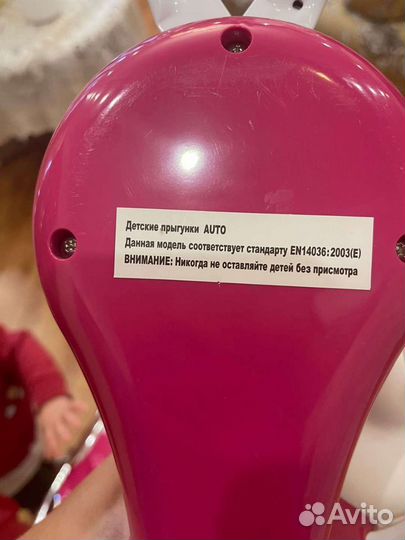 Детские прыгунки AUTO
Данная модель соответствует стандарту EN14036:2003(E)
ВНИМАНИЕ: Никогда не оставляйте детей без присмотра
Avito